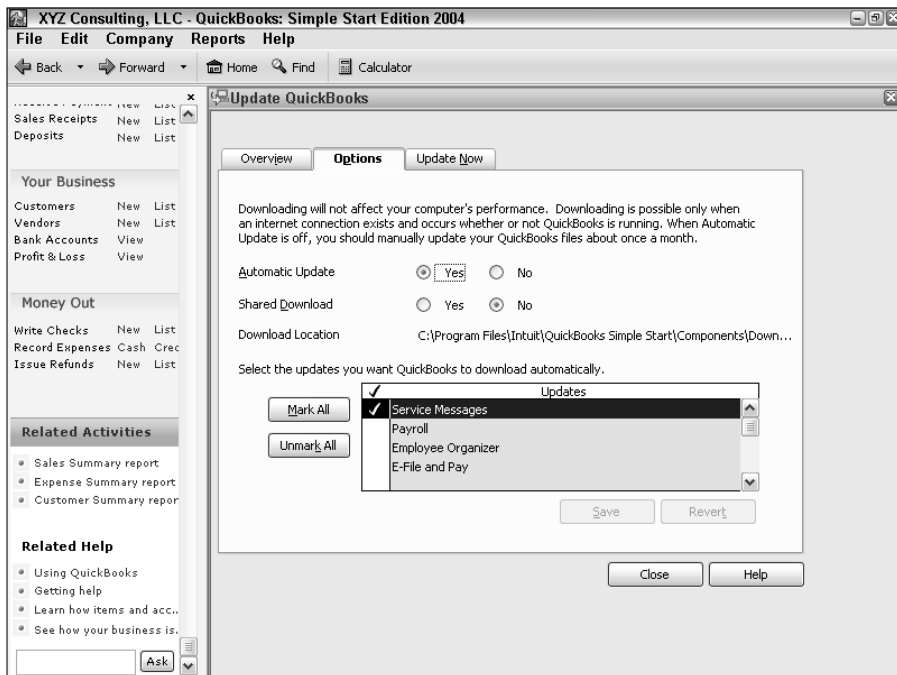 XYZ Consulting, LLC - QuickBooks: Simple Start Edition 2004
File Edit Company Reports Help
Back Forward Home Find Calculator
New List
Sales Receipts New List
Deposits New List
Your Business
Customers New List
Vendors New List
Bank Accounts View
Profit & Loss View
Money Out
Write Checks New List
Record Expenses Cash Crec
Issue Refunds New List
Related Activities
Sales Summary report
Expense Summary report
Customer Summary repor
Related Help
Using QuickBooks
Getting help
Learn how items and acc..
See how your business is.
Ask
Update QuickBooks
Overview Options Update Now
Downloading will not affect your computer's performance. Downloading is possible only when
an internet connection exists and occurs whether or not QuickBooks is running. When Automatic
Update is off, you should manually update your QuickBooks files about once a month.
Automatic Update Yes No
Shared Download Yes No
Download Location C:\Program Files\Intuit\QuickBooks Simple Start\Components\Down...
Select the updates you want QuickBooks to download automatically.
Updates
Mark All
Unmark All
Service Messages
Payroll
Employee Organizer
E-File and Pay
Save Revert
Close Help